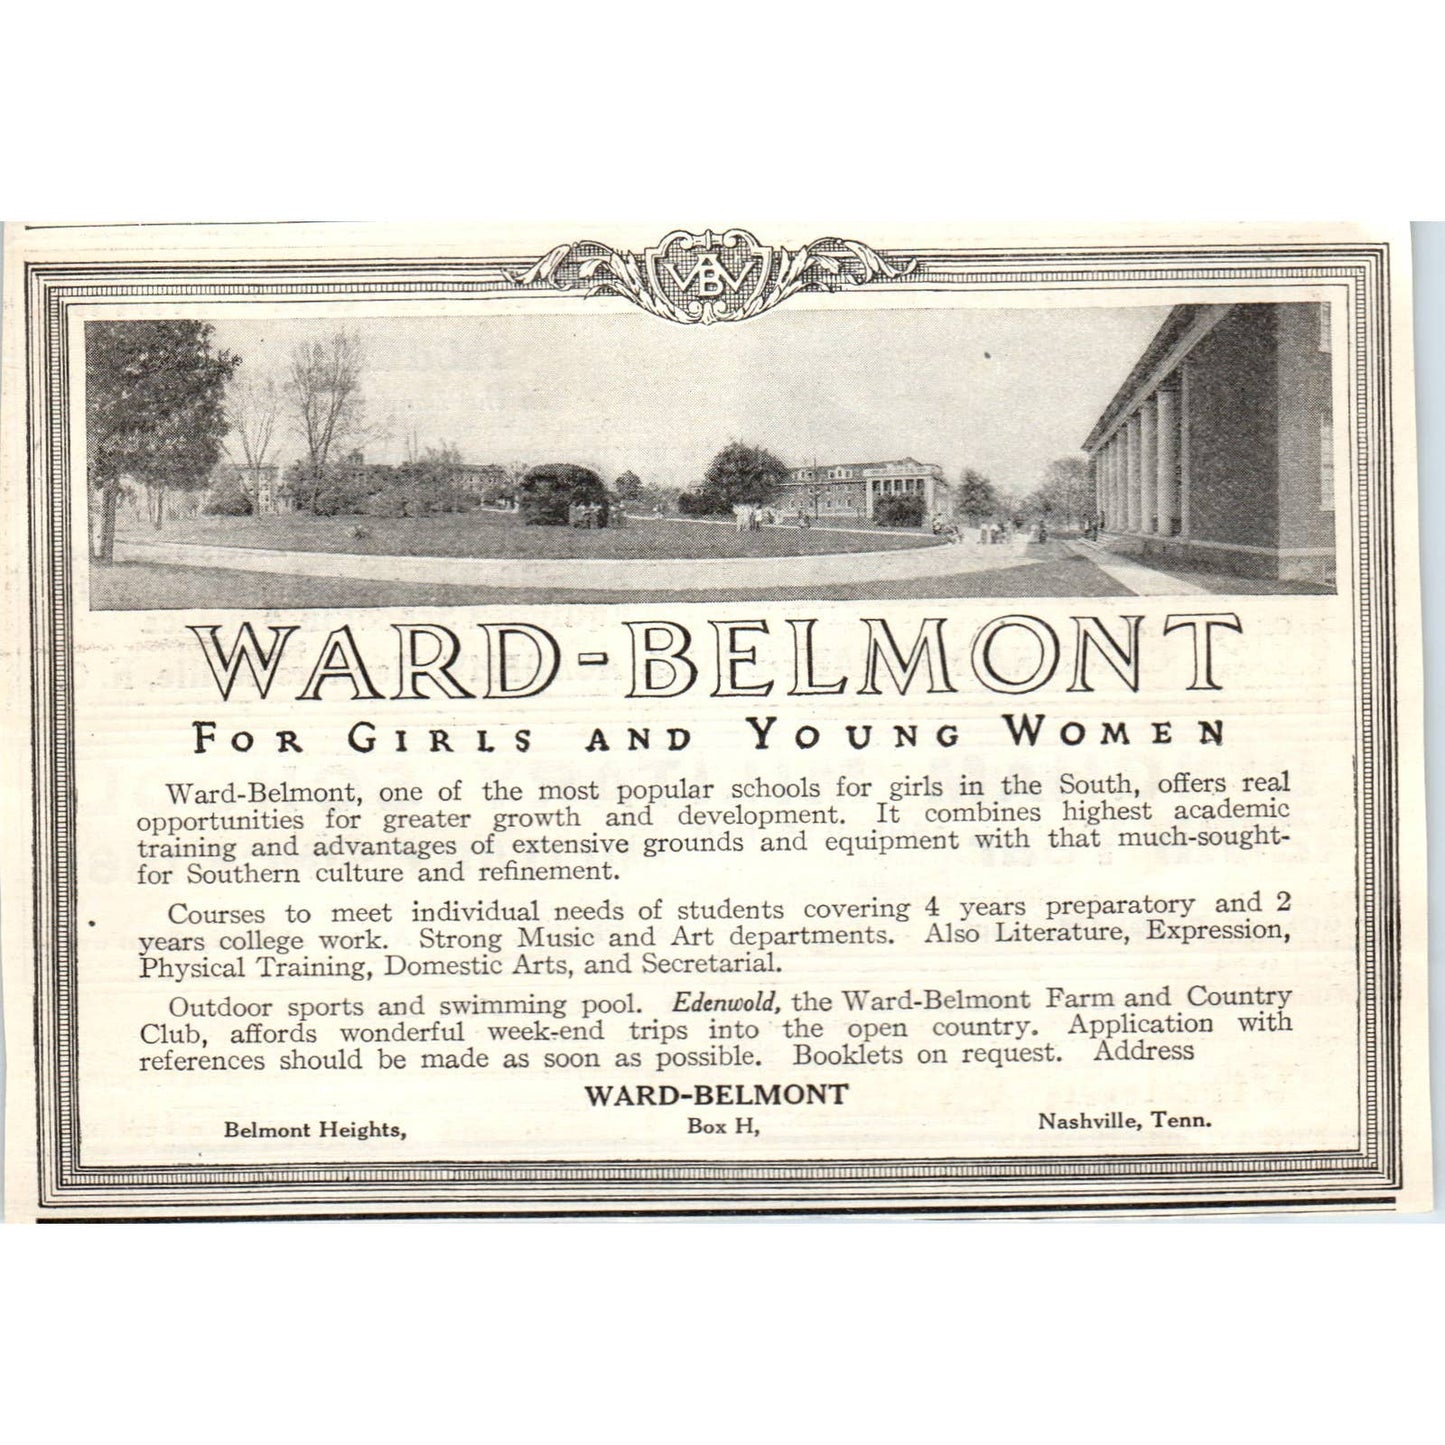 WARD-BELMONT
FOR GIRLS AND YOUNG WOMEN
Ward-Belmont, one of the most popular schools for girls in the South, offers real
opportunities for greater growth and development. It combines highest academic
training and advantages of extensive grounds and equipment with that much-sought-
for Southern culture and refinement.
Courses to meet individual needs of students covering 4 years preparatory and 2
years college work. Strong Music and Art departments. Also Literature, Expression,
Physical Training, Domestic Arts, and Secretarial.
Outdoor sports and swimming pool. Edenwold, the Ward-Belmont Farm and Country
Club, affords wonderful week-end trips into the open country. Application with
references should be made as soon as possible. Booklets on request. Address
WARD-BELMONT
Belmont Heights, Box H, Nashville, Tenn.